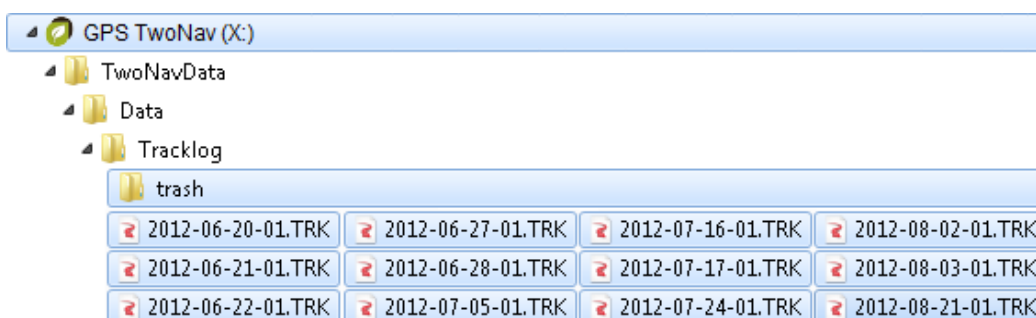 GPS TwoNav (X:)
TwoNavData
Data
Tracklog
trash
2012-06-20-01.TRK 2012-06-27-01.TRK 2012-07-16-01.TRK 2012-08-02-01.TRK
2012-06-21-01.TRK 2012-06-28-01.TRK 2012-07-17-01.TRK 2012-08-03-01.TRK
2012-06-22-01.TRK 2012-07-05-01.TRK 2012-07-24-01.TRK 2012-08-21-01.TRK